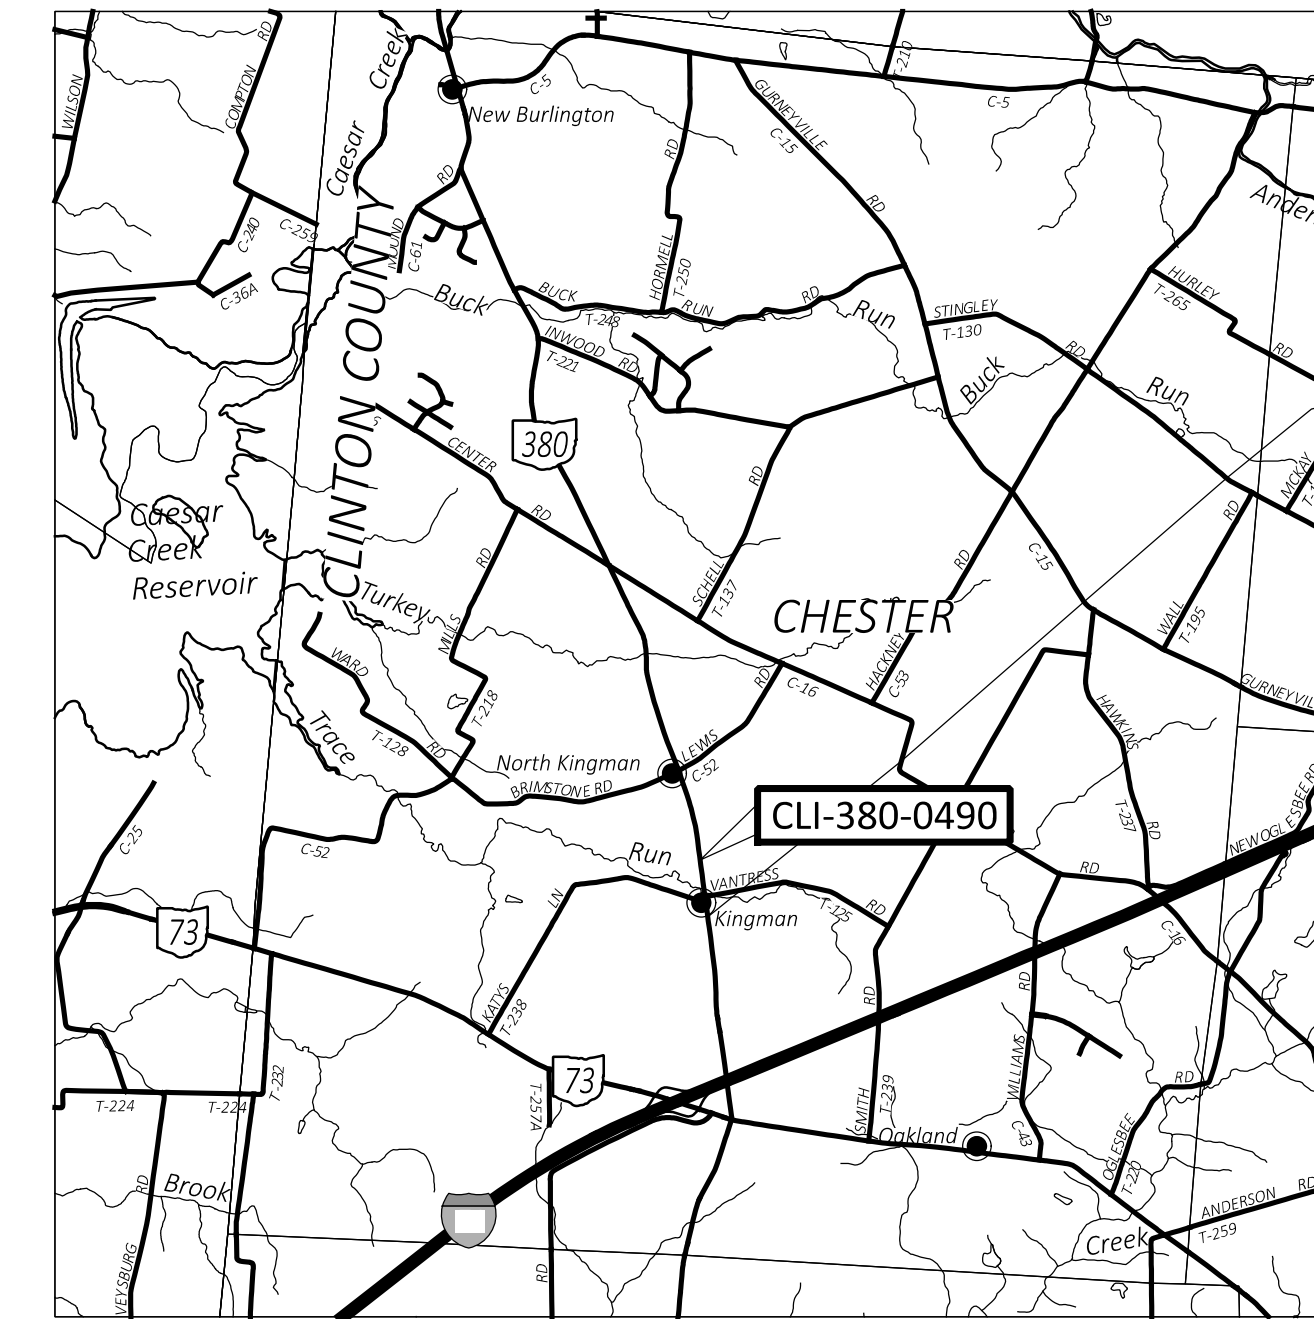 WILSON
COMPTON
RD
Creek
Caesar
C-5
New Burlington
RD
T-210
C-5
GURNEYVILLE
C-15
RD
RD
MOUND
C-61
C-240
C-259
C-36A
CLINTON COUNTY
Buck
BUCK
RUN
RD
T-248
HORMELL
T-250
INWOOD
RD
T-221
Run
STINGLEY
T-130
RD
Buck
Run
HURLEY
T-265
RD
380
CENTER
RD
RD
MCKAY
RD
Caesar
Creek
Reservoir
Turkey
RD
MILLS
T-218
SCHELL
T-137
CHESTER
RD
HACKNEY
C-53
C-15
WALL
T-195
WARD
T-128
RD
Trace
RD
C-16
North Kingman
LEWIS
C-52
BRIMSTONE RD
CLI-380-0490
HAWKINS
T-237
RD
NEW OGLESBEE RD
C-25
C-52
Run
VANTRESS
T-125
RD
Kingman
RD
C-16
73
LN
KATYS
T-238
RD
RD
T-232
T-224
T-224
T-257A
73
SMITH
T-239
WILLIAMS
C-43
Oakland
RD
OGLESBEE
T-220
Brook
RD
RD
Creek
ANDERSON
RD
T-259